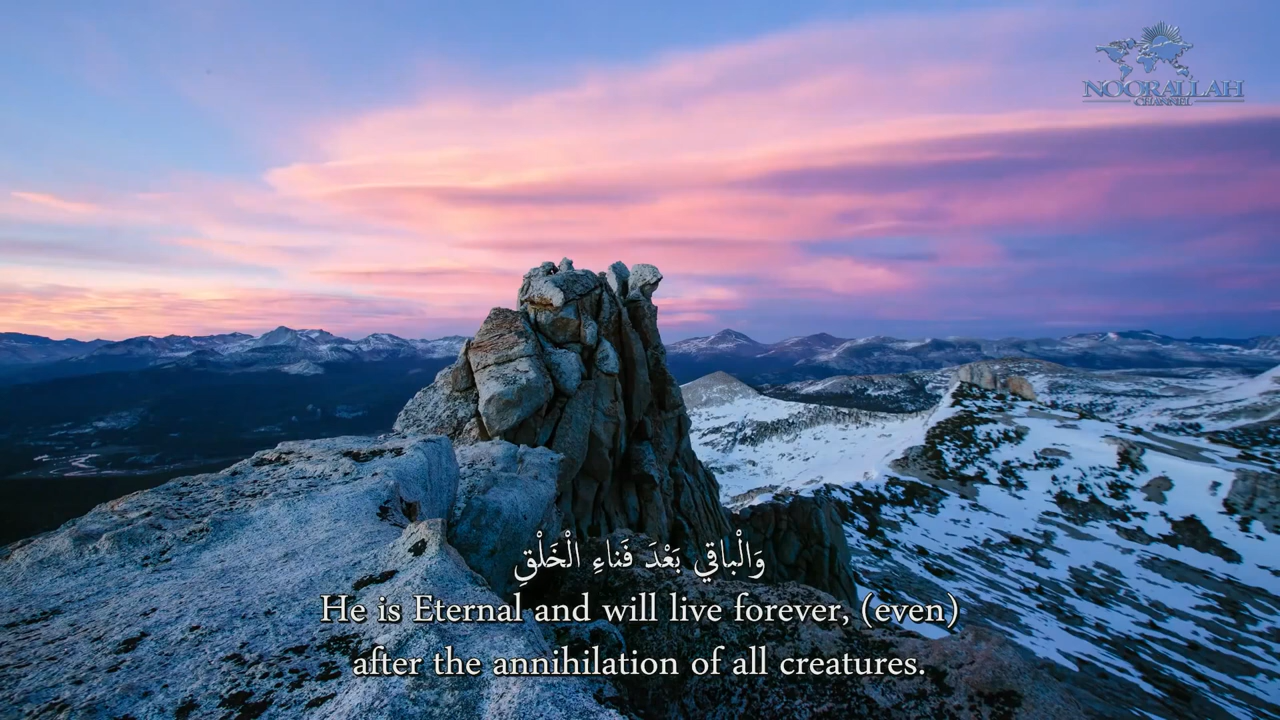 NOORALLAH
CHANNEL
وَالْباقِي بَعْدَ فَناءِ الْخَلْقِ
He is Eternal and will live forever, (even)
after the annihilation of all creatures.